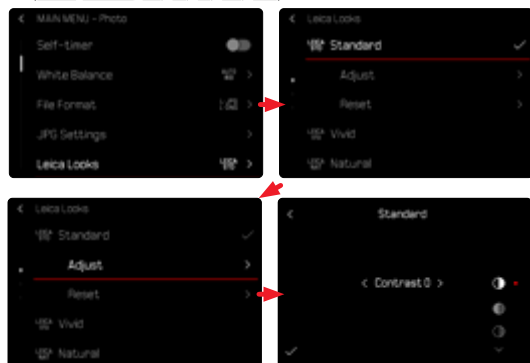 MAIN MENU - Photo
Self-timer
White Balance
File Format
JPG Settings
Leica Looks
Leica Looks
Standard
Adjust
Reset
Vivid
Natural
Leica Looks
Standard
Adjust
Reset
Vivid
Natural
Standard
< Contrast 0 >